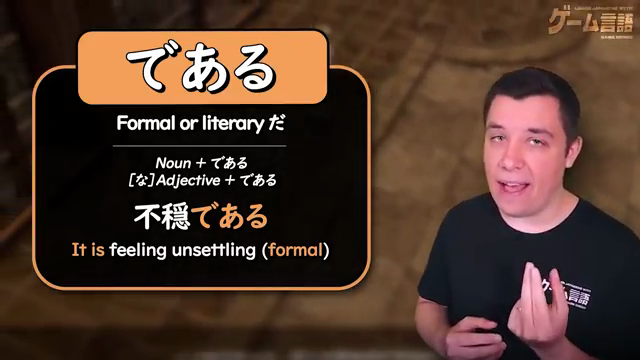 である
Formal or literary だ
Noun + である
[な]Adjective + である
不穏である
It is feeling unsettling (formal)
ゲーム言語